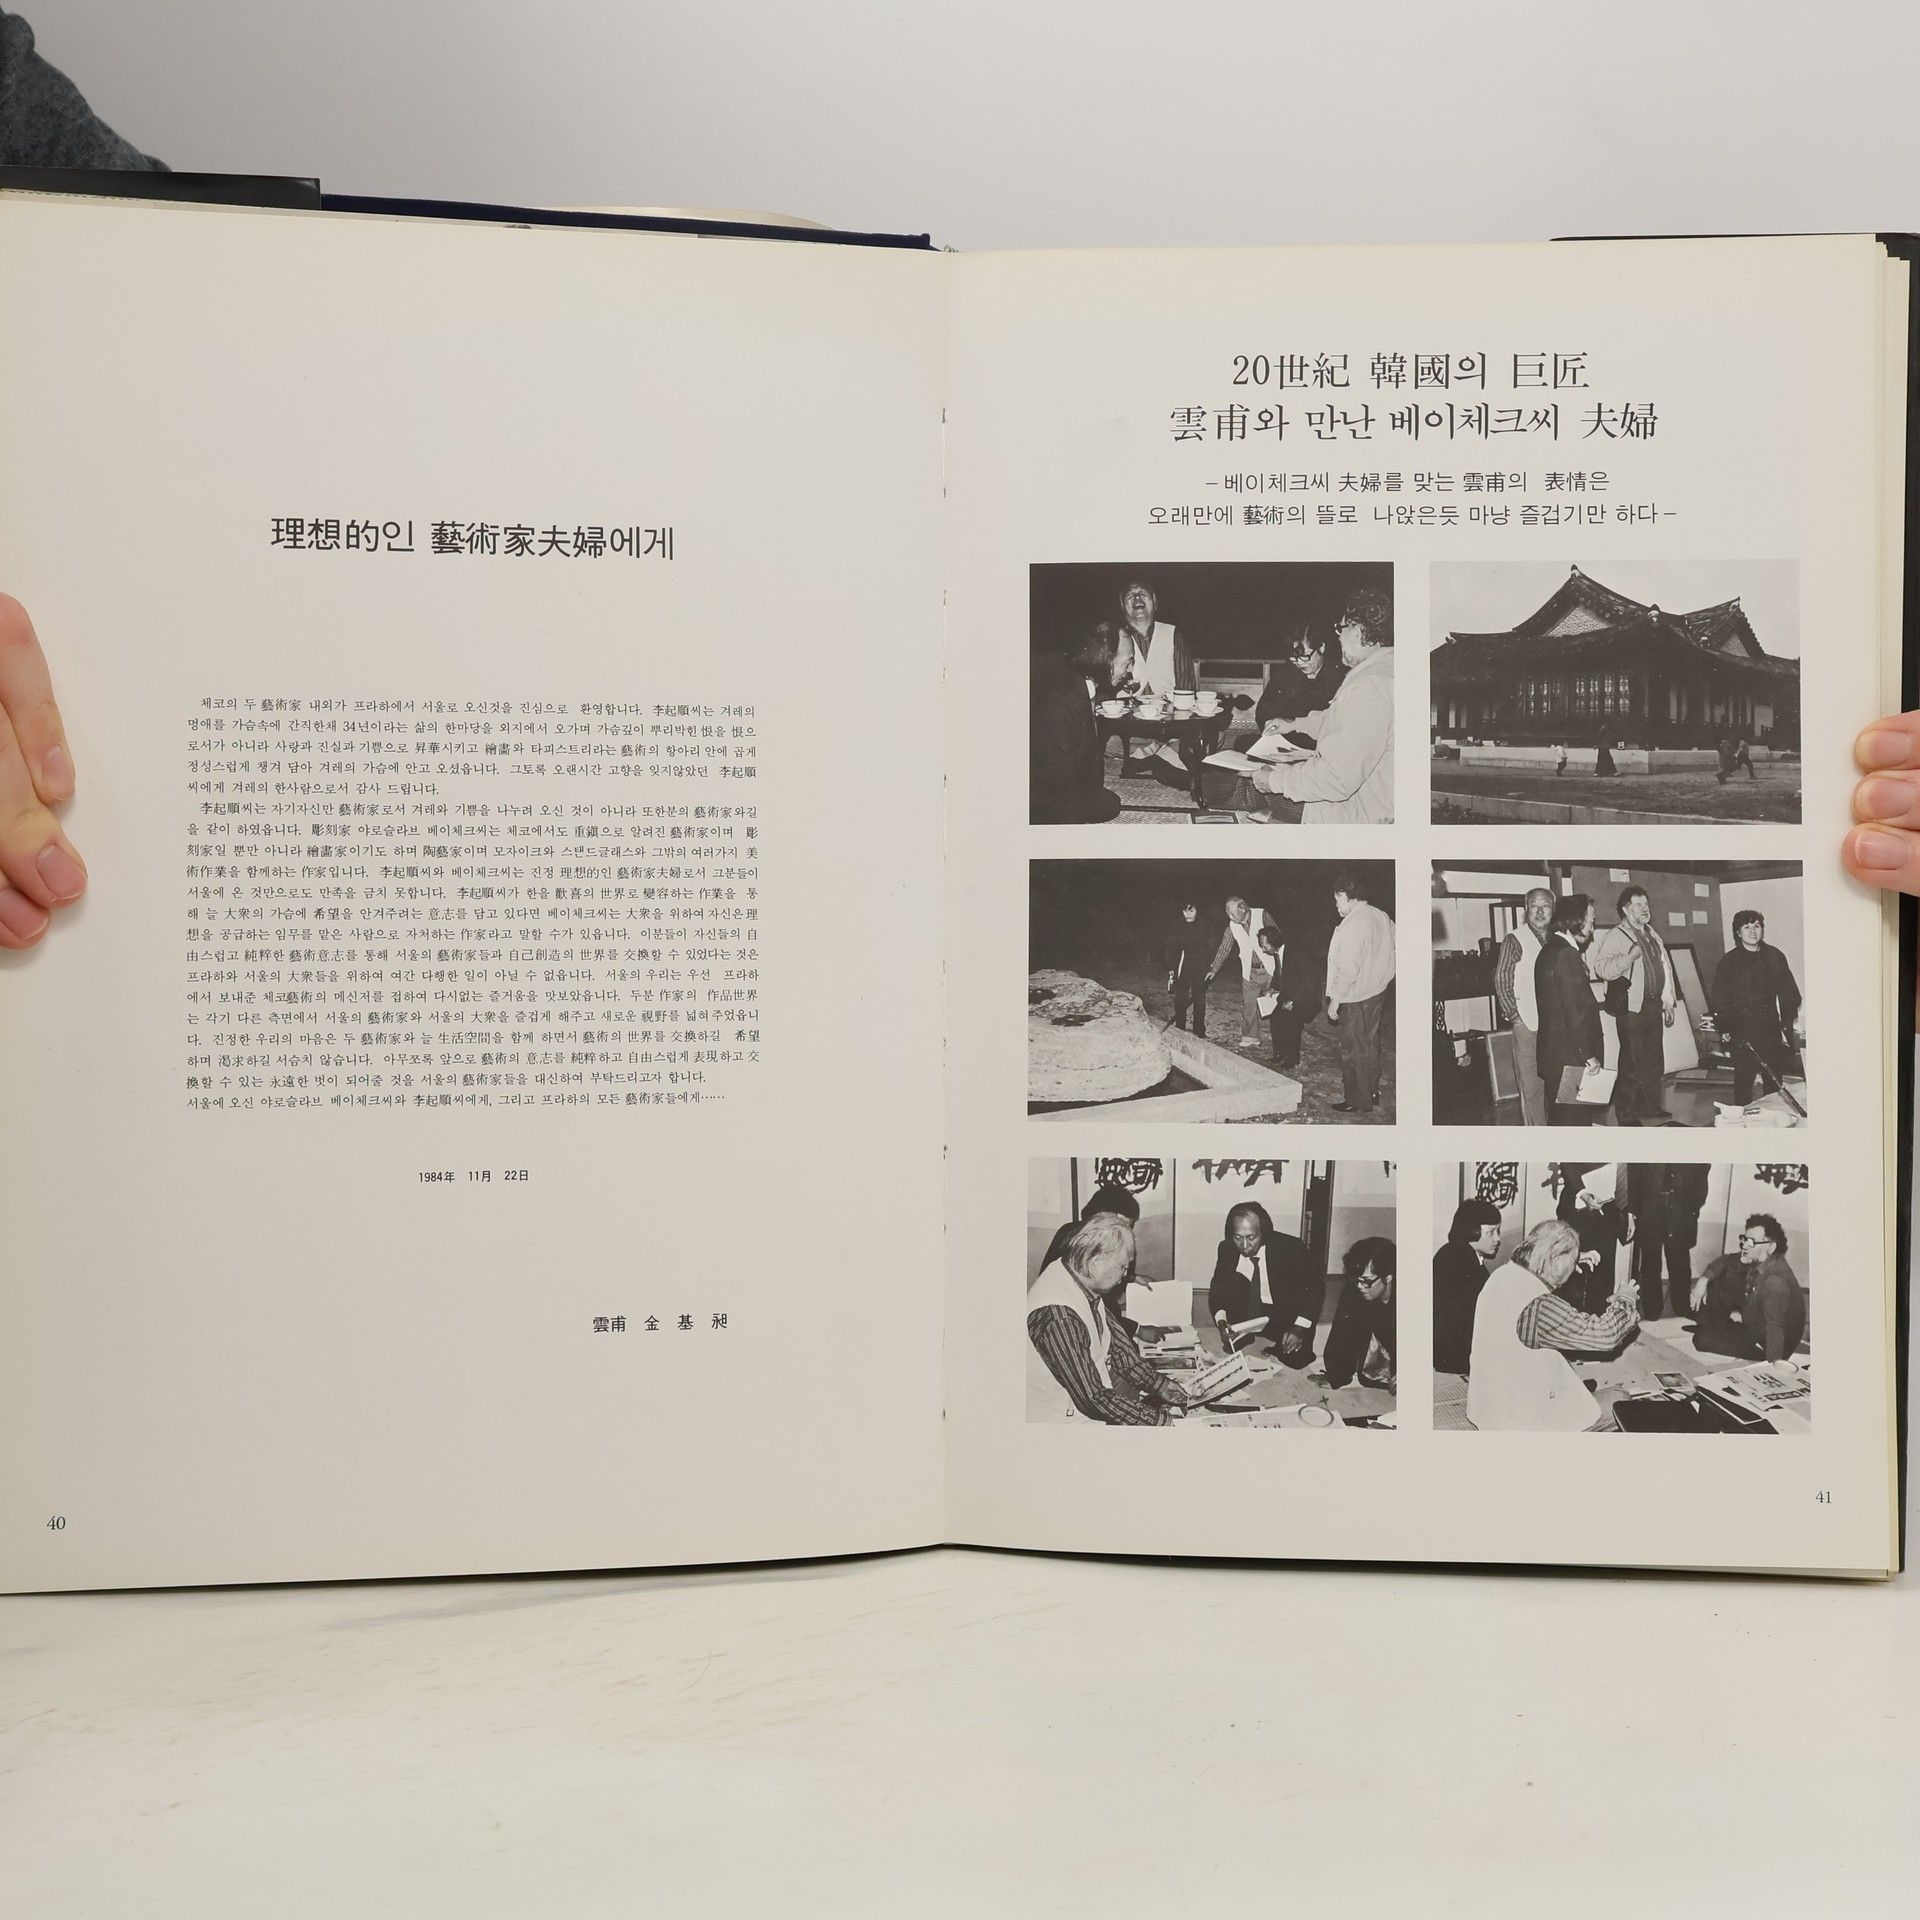 理想的인 藝術家夫婦에게
체코의 두 藝術家 내외가 프라하에서 서울로 오신것을 진심으로 환영합니다. 李起順씨는 겨레의
멍애를 가슴속에 간직한채 34년이라는 삶의 한마당을 외지에서 오가며 가슴깊이 뿌리박힌 恨을 恨으
로서가 아니라 사랑과 진실과 기쁨으로 昇華시키고 繪畵와 타피스트리라는 藝術의 항아리 안에 곱게
정성스럽게 챙겨 담아 겨레의 가슴에 안고 오셨읍니다. 그토록 오랜시간 고향을 잊지않았던 李起順
씨에게 겨레의 한사람으로서 감사 드립니다.
李起順씨는 자기자신만 藝術家로서 겨레와 기쁨을 나누려 오신 것이 아니라 또한분의 藝術家와길
을 같이 하였읍니다. 彫刻家 야로슬라브 베이체크씨는 체코에서도 重鎭으로 알려진 藝術家이며 彫
刻家일 뿐만 아니라 繪畵家이기도 하며 陶藝家이며 모자이크와 스탠드글래스와 그밖의 여러가지 美
術作業을 함께하는 作家입니다. 李起順씨와 베이체크씨는 진정 理想的인 藝術家夫婦로서 그분들이
서울에 온 것만으로도 만족을 금치 못합니다. 李起順씨가 한을 歡喜의 世界로 變容하는 作業을 통
해 늘 大衆의 가슴에 希望을 안겨주려는 意志를 담고 있다면 베이체크씨는 大衆을 위하여 자신은 理
想을 공급하는 임무를 맡은 사람으로 자처하는 作家라고 말할 수가 있읍니다. 이분들이 자신들의 自
由스럽고 純粹한 藝術意志를 통해 서울의 藝術家들과 自己創造의 世界를 交換할 수 있었다는 것은
프라하와 서울의 大衆들을 위하여 여간 다행한 일이 아닐 수 없읍니다. 서울의 우리는 우선 프라하
에서 보내준 체코藝術의 메신저를 접하여 다시없는 즐거움을 맛보았읍니다. 두분 作家의 作品世界
는 각기 다른 측면에서 서울의 藝術家와 서울의 大衆을 즐겁게 해주고 새로운 視野를 넓혀주었읍니
다. 진정한 우리의 마음은 두 藝術家와 늘 生活空間을 함께 하면서 藝術의 世界를 交換하길 希望
하며 渴求하길 서슴치 않습니다. 아무쪼록 앞으로 藝術의 意志를 純粹하고 自由스럽게 表現하고 交
換할 수 있는 永遠한 벗이 되어줄 것을 서울의 藝術家들을 대신하여 부탁드리고자 합니다.
서울에 오신 야로슬라브 베이체크씨와 李起順씨에게, 그리고 프라하의 모든 藝術家들에게……
1984年 11月 22日
雲甫 金 基 昶
40
20世紀 韓國의 巨匠
雲甫와 만난 베이체크씨 夫婦
－베이체크씨 夫婦를 맞는 雲甫의 表情은
오래만에 藝術의 뜰로 나앉은듯 마냥 즐겁기만 하다－
41